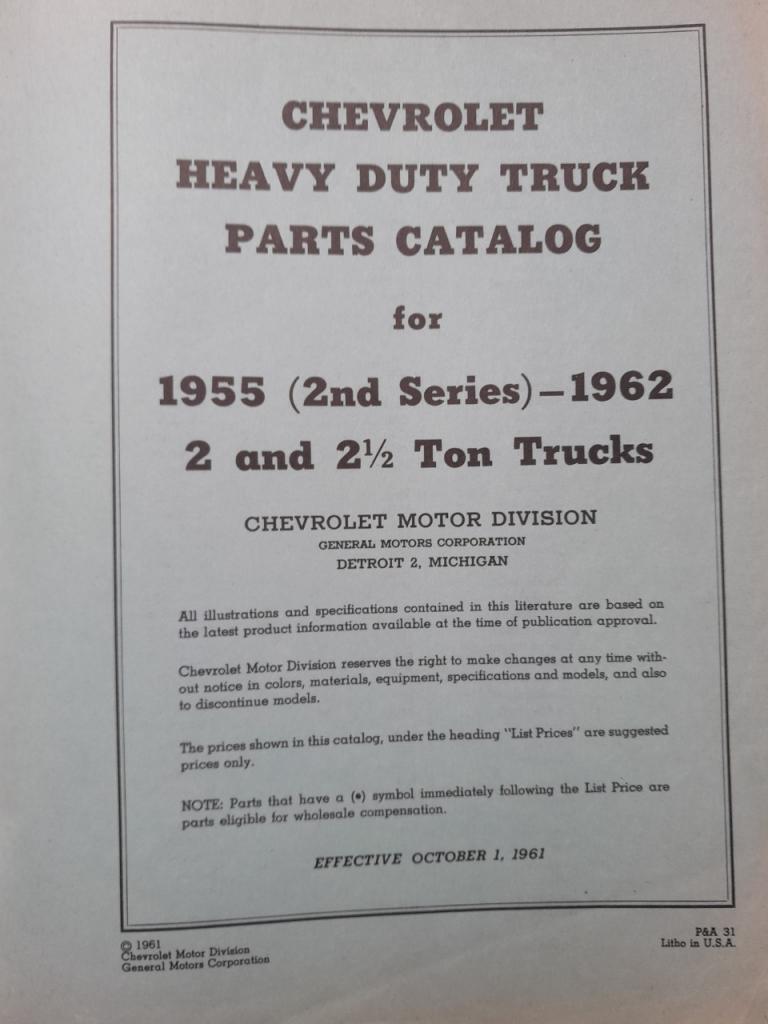 CHEVROLET
HEAVY DUTY TRUCK
PARTS CATALOG
for
1955 (2nd Series)–1962
2 and 2½ Ton Trucks
CHEVROLET MOTOR DIVISION
GENERAL MOTORS CORPORATION
DETROIT 2, MICHIGAN
All illustrations and specifications contained in this literature are based on
the latest product information available at the time of publication approval.
Chevrolet Motor Division reserves the right to make changes at any time with-
out notice in colors, materials, equipment, specifications and models, and also
to discontinue models.
The prices shown in this catalog, under the heading "List Prices" are suggested
prices only.
NOTE: Parts that have a (•) symbol immediately following the List Price are
parts eligible for wholesale compensation.
EFFECTIVE OCTOBER 1, 1961
© 1961
Chevrolet Motor Division
General Motors Corporation
P&A 31
Litho in U.S.A.